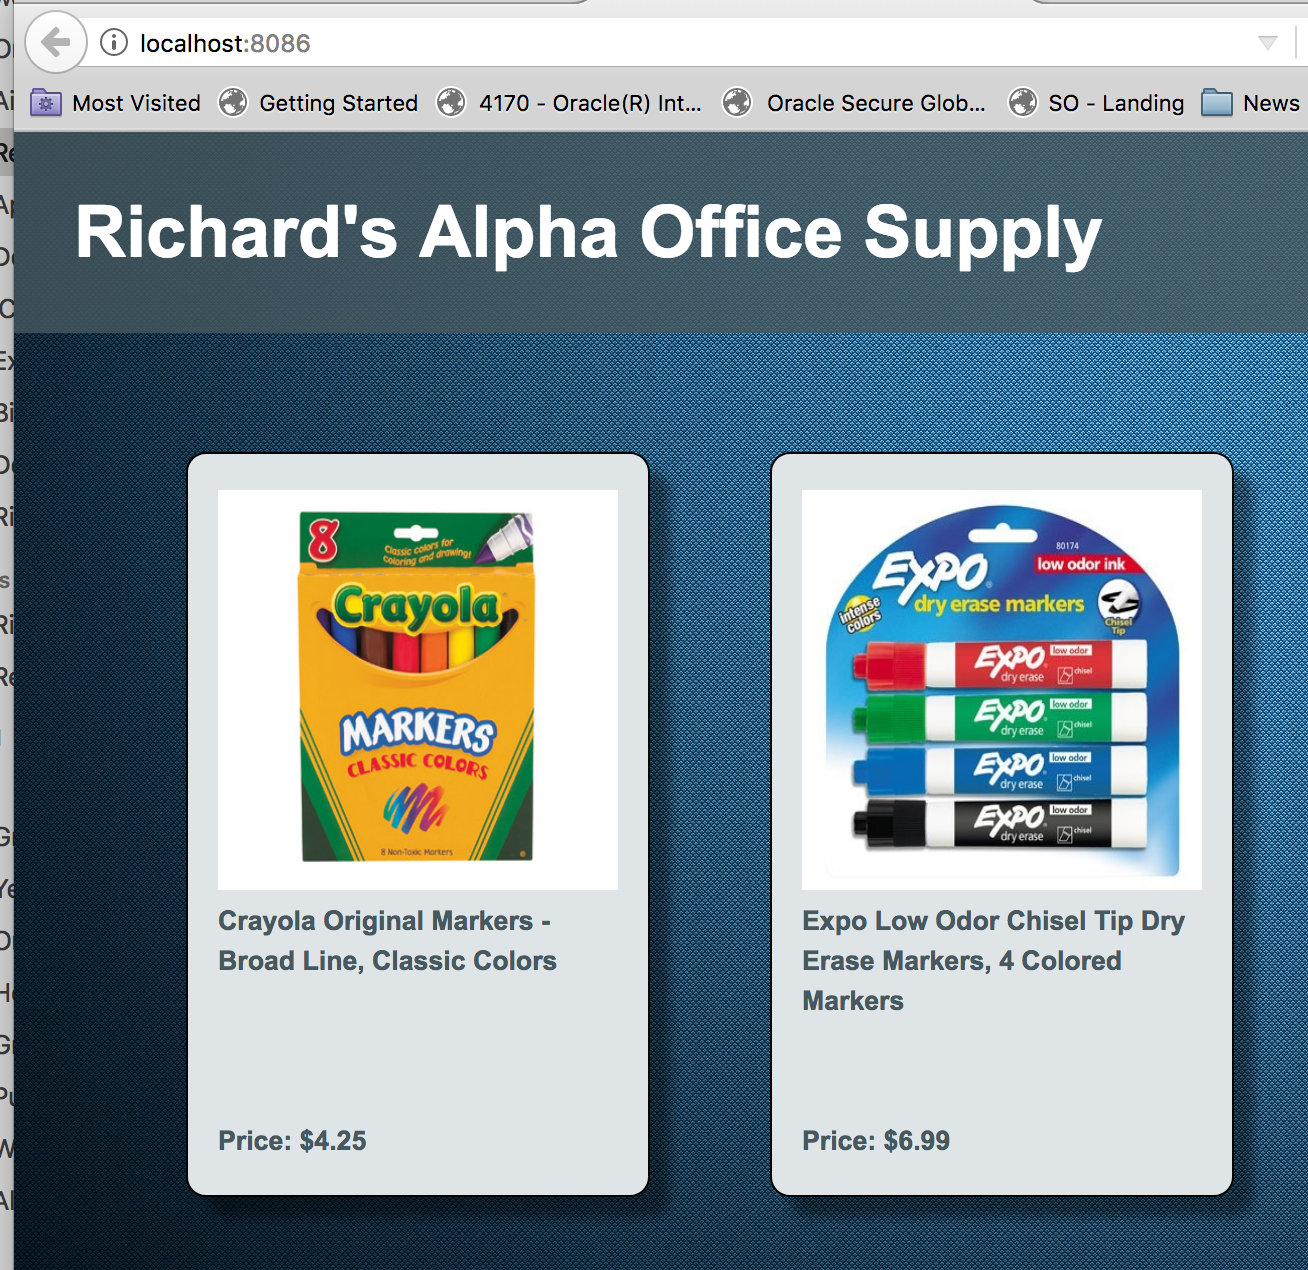 localhost:8086
Most Visited Getting Started 4170 - Oracle(R) Int... Oracle Secure Glob... SO - Landing News
Richard's Alpha Office Supply
8
Classic colors for
coloring and drawing!
Crayola
MARKERS
CLASSIC COLORS
8 Non-Toxic Markers
Crayola Original Markers -
Broad Line, Classic Colors
Price: $4.25
80174
EXPO
low odor ink
dry erase markers
intense
colors
Chisel
Tip
EXPO low odor
dry erase chisel
EXPO low odor
dry erase chisel
EXPO low odor
dry erase chisel
EXPO low odor
dry erase chisel
Expo Low Odor Chisel Tip Dry
Erase Markers, 4 Colored
Markers
Price: $6.99